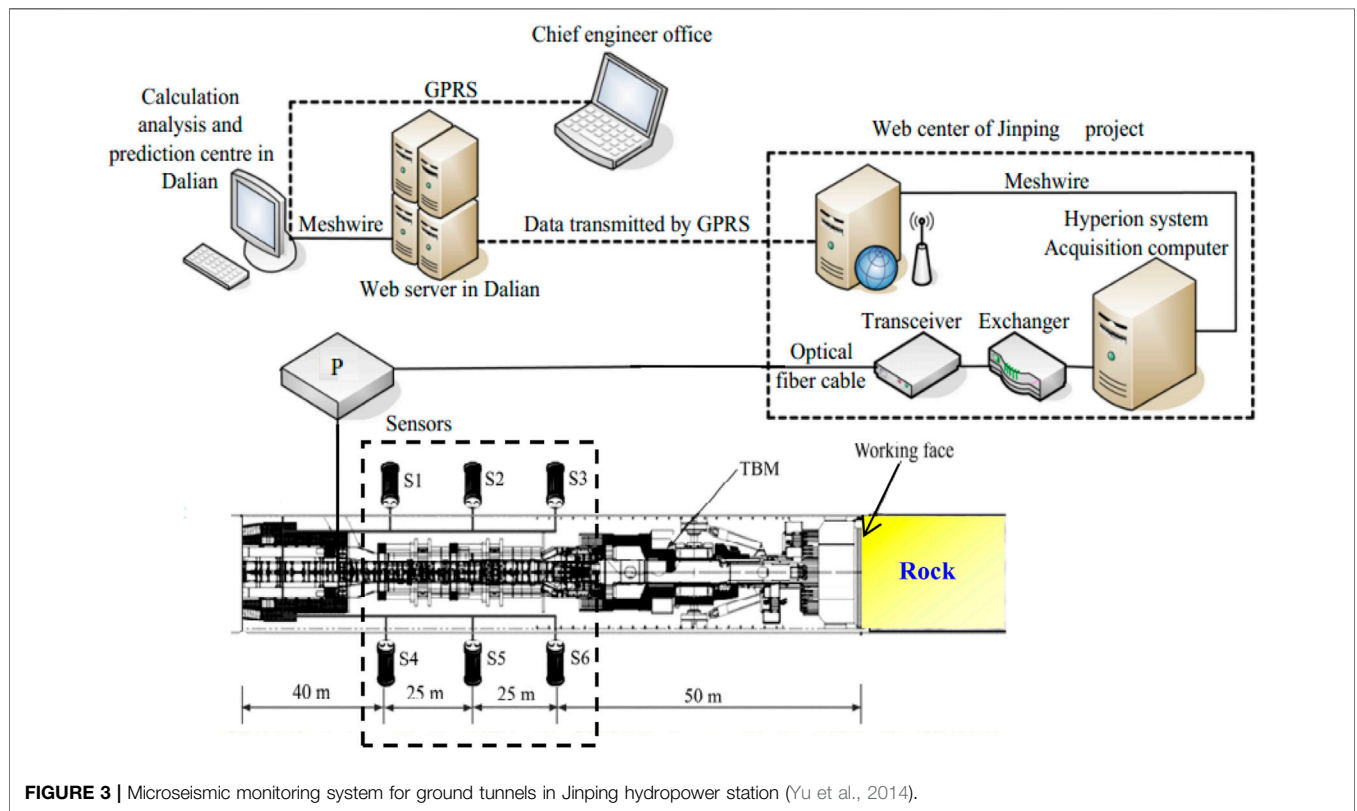 Chief engineer office
GPRS
Calculation
analysis and
prediction centre in
Dalian
Web center of Jinping project
Meshwire
Meshwire
Data transmitted by GPRS
Hyperion system
Acquisition computer
Web server in Dalian
Transceiver
Exchanger
P
Optical
fiber cable
Sensors
Working face
S1
S2
S3
TBM
Rock
S4
S5
S6
40 m
25 m
25 m
50 m
FIGURE 3 | Microseismic monitoring system for ground tunnels in Jinping hydropower station (Yu et al., 2014).